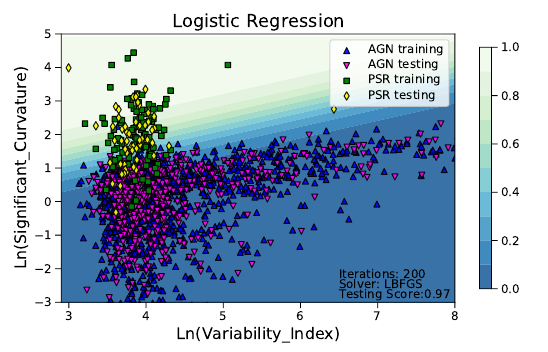 Logistic Regression
AGN training
AGN testing
PSR training
PSR testing
Iterations: 200
Solver: LBFGS
Testing Score:0.97
Ln(Significant_Curvature)
5
4
3
2
1
0
−1
−2
−3
3
4
5
6
7
8
Ln(Variability_Index)
1.0
0.8
0.6
0.4
0.2
0.0